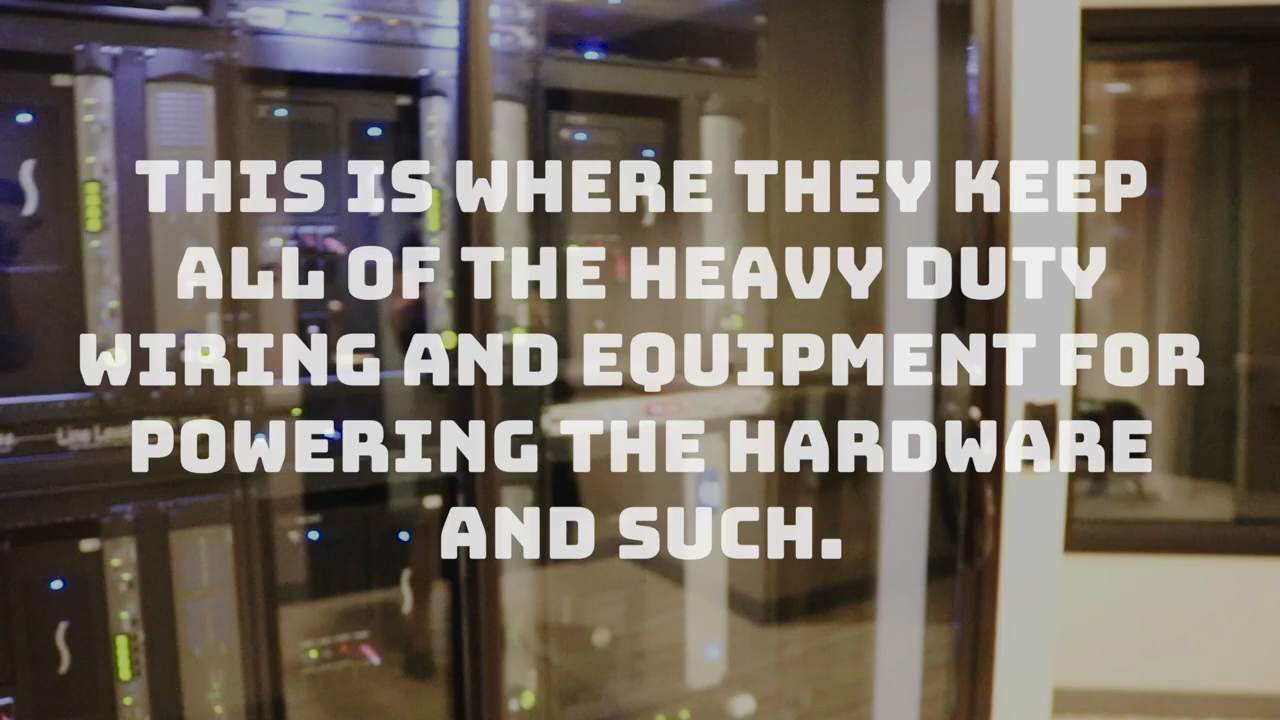 THIS IS WHERE THEY KEEP
ALL OF THE HEAVY DUTY
WIRING AND EQUIPMENT FOR
POWERING THE HARDWARE
AND SUCH.